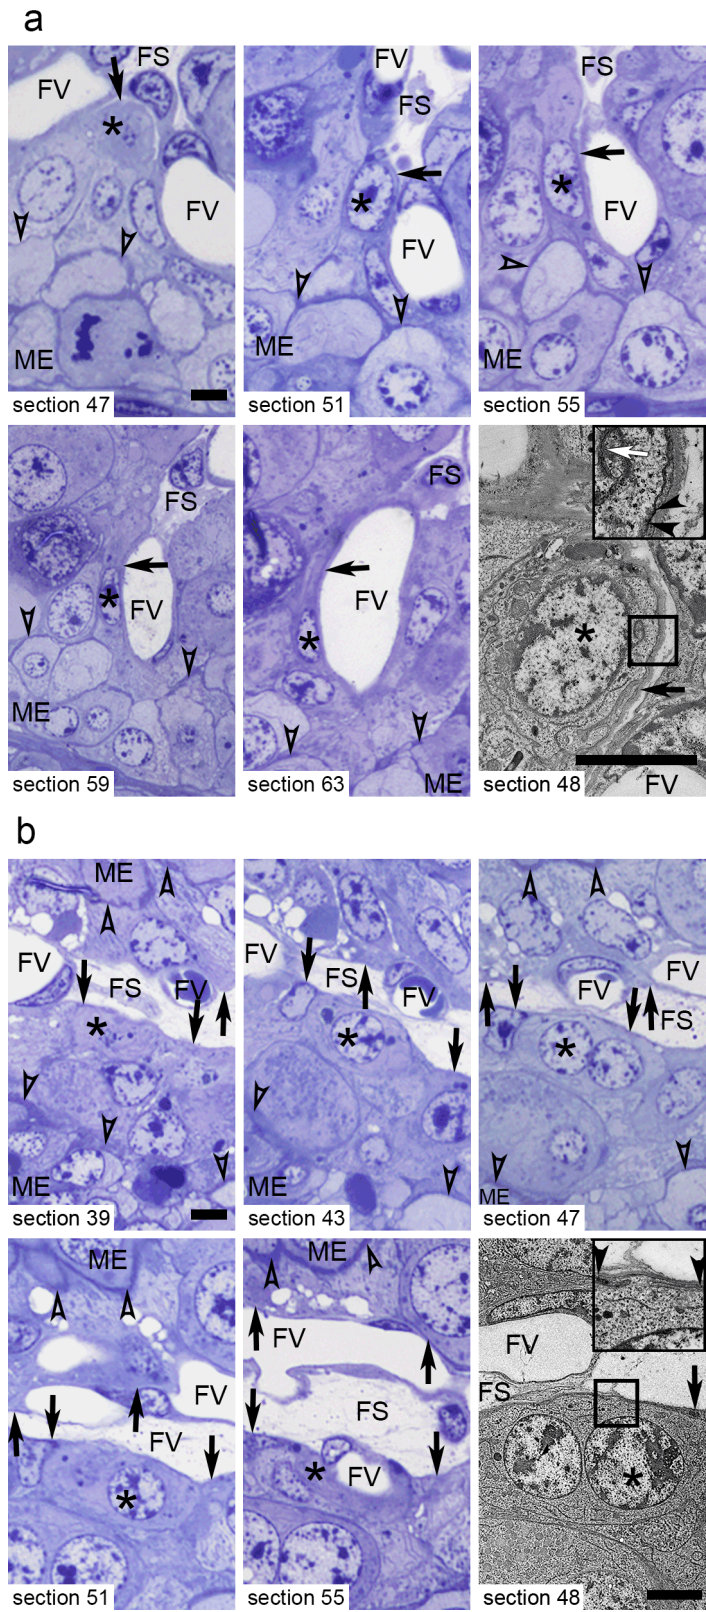 a
FV
FS
*
FV
ME
section 47
FV
FS
*
FV
ME
section 51
FS
*
FV
ME
section 55
FS
*
FV
ME
section 59
FS
FV
*
ME
section 63
*
FV
section 48
b
ME
FV
FS
FV
*
ME
section 39
FV
FS
FV
*
ME
section 43
FV
FV
FS
*
ME
section 47
ME
FV
FV
*
section 51
ME
FV
FS
*
FV
section 55
FV
FS
*
section 48